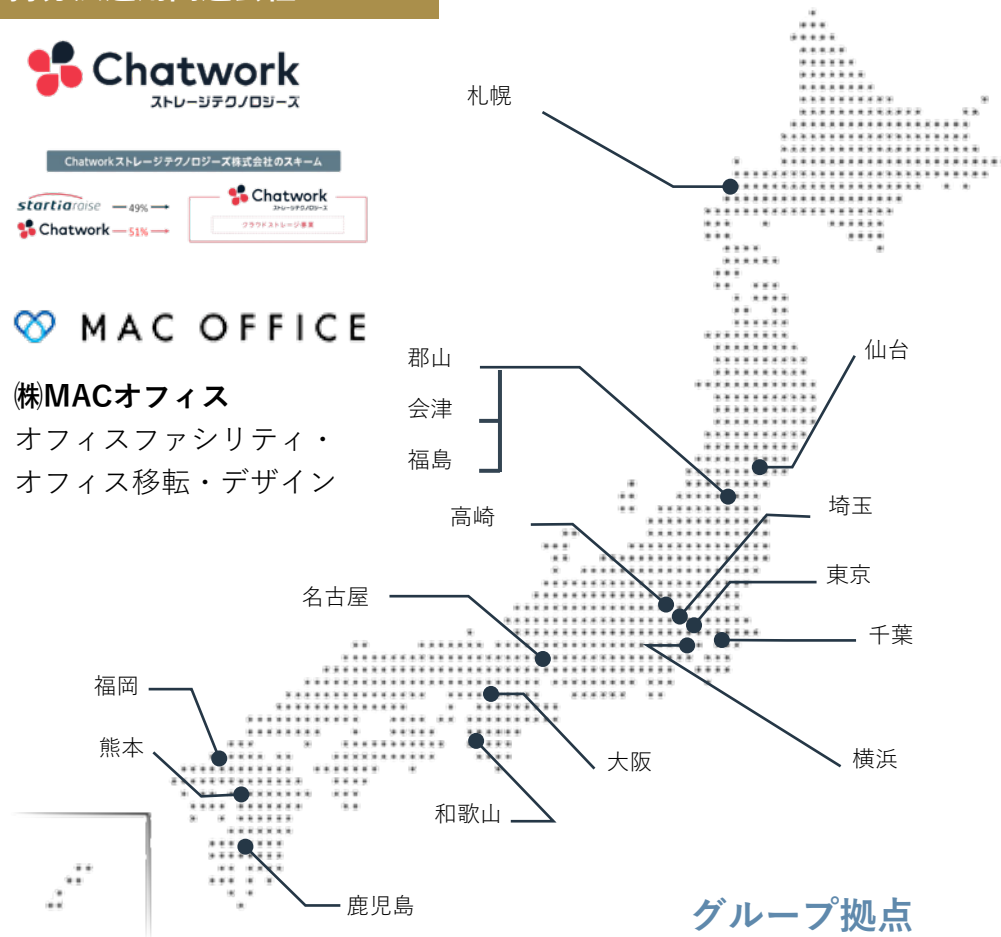 Chatwork
ストレージテクノロジーズ
Chatworkストレージテクノロジーズ株式会社のスキーム
startiaraise
49%
Chatwork
51%
Chatwork
ストレージテクノロジーズ
クラウドストレージ事業
MAC OFFICE
㈱MACオフィス
オフィスファシリティ・
オフィス移転・デザイン
札幌
仙台
郡山
会津
福島
高崎
埼玉
東京
千葉
名古屋
福岡
熊本
大阪
横浜
和歌山
鹿児島
グループ拠点